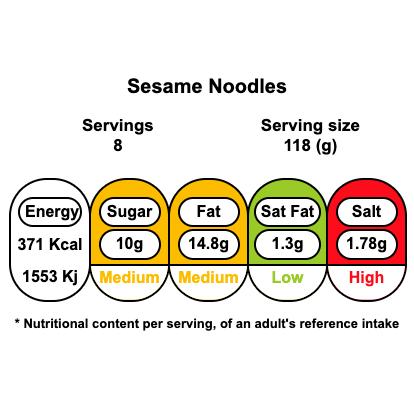 Sesame Noodles
Servings Serving size
8 118 (g)
Energy Sugar Fat Sat Fat Salt
371 Kcal 10g 14.8g 1.3g 1.78g
1553 Kj Medium Medium Low High
* Nutritional content per serving, of an adult's reference intake